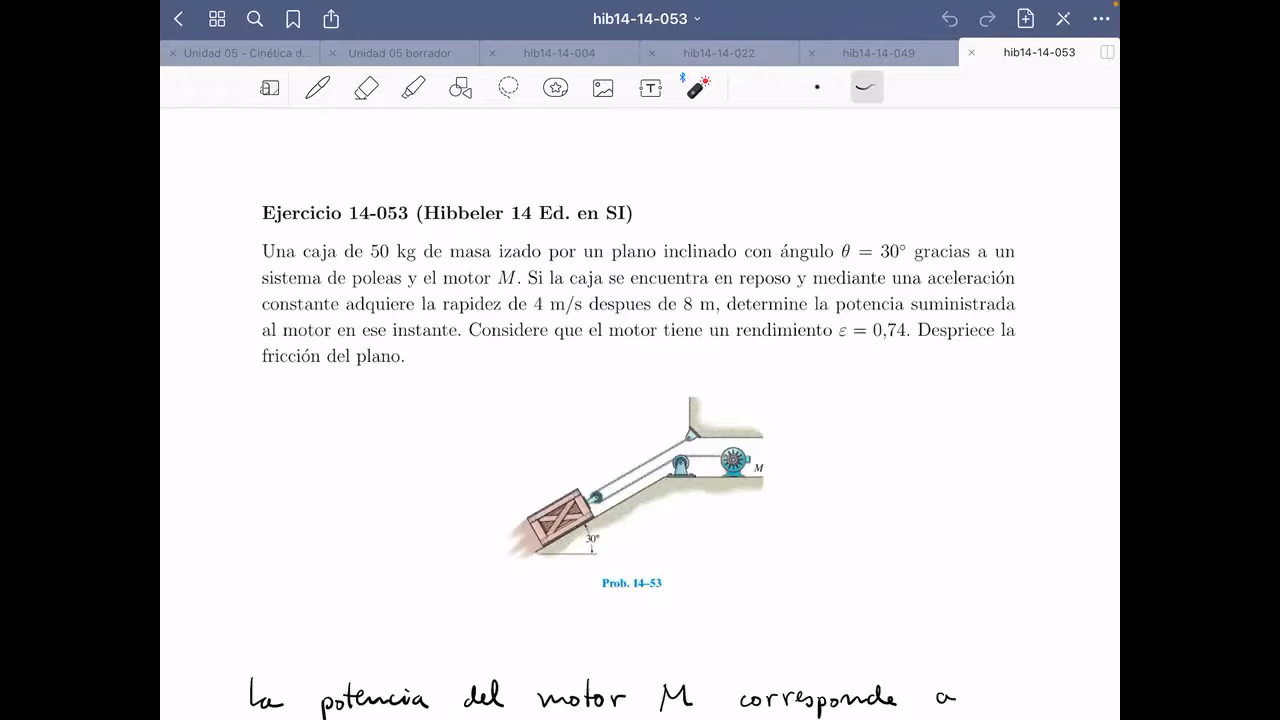 hib14-14-053
Unidad 05 - Cinética d...
Unidad 05 borrador
hib14-14-004
hib14-14-022
hib14-14-049
hib14-14-053
T
Ejercicio 14-053 (Hibbeler 14 Ed. en SI)
Una caja de 50 kg de masa izado por un plano inclinado con ángulo θ = 30° gracias a un
sistema de poleas y el motor M. Si la caja se encuentra en reposo y mediante una aceleración
constante adquiere la rapidez de 4 m/s despues de 8 m, determine la potencia suministrada
al motor en ese instante. Considere que el motor tiene un rendimiento ε = 0,74. Despriece la
fricción del plano.
M
30°
Prob. 14–53
La potencia del motor M corresponde a